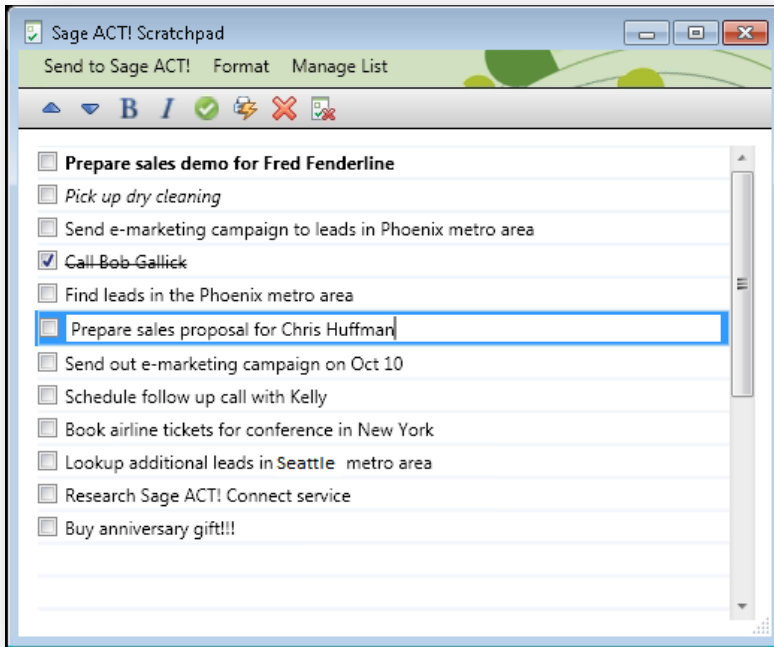 Sage ACT! Scratchpad
Send to Sage ACT! Format Manage List
B I
Prepare sales demo for Fred Fenderline
Pick up dry cleaning
Send e-marketing campaign to leads in Phoenix metro area
Call Bob Gallick
Find leads in the Phoenix metro area
Prepare sales proposal for Chris Huffman
Send out e-marketing campaign on Oct 10
Schedule follow up call with Kelly
Book airline tickets for conference in New York
Lookup additional leads in Seattle metro area
Research Sage ACT! Connect service
Buy anniversary gift!!!